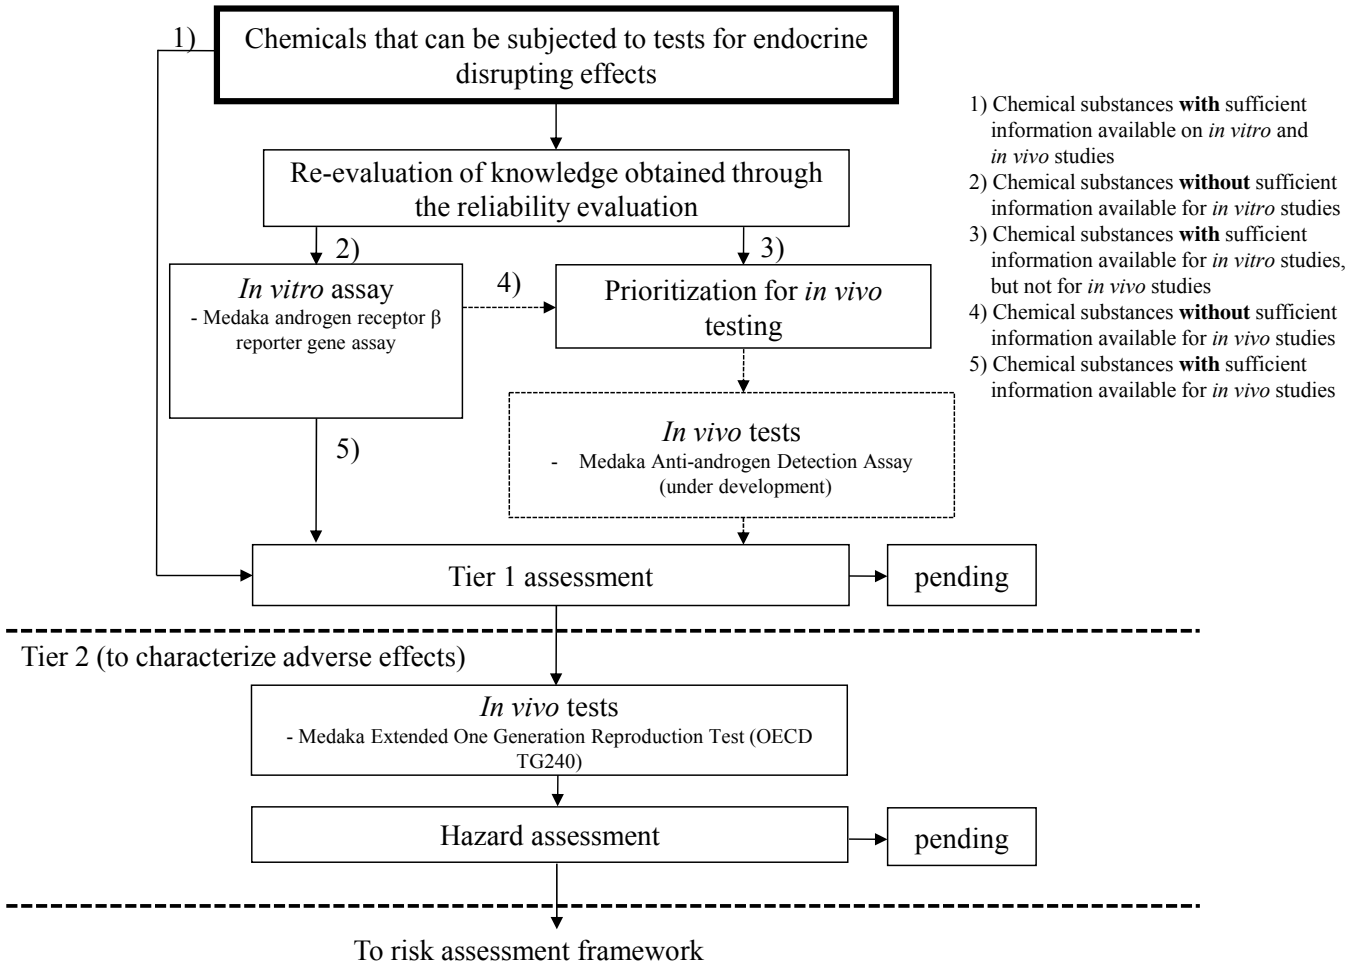 1)
Chemicals that can be subjected to tests for endocrine
disrupting effects
Re-evaluation of knowledge obtained through
the reliability evaluation
2)
3)
In vitro assay
- Medaka androgen receptor β
reporter gene assay
4)
Prioritization for in vivo
testing
5)
In vivo tests
- Medaka Anti-androgen Detection Assay
(under development)
Tier 1 assessment
pending
1) Chemical substances with sufficient
information available on in vitro and
in vivo studies
2) Chemical substances without sufficient
information available for in vitro studies
3) Chemical substances with sufficient
information available for in vitro studies,
but not for in vivo studies
4) Chemical substances without sufficient
information available for in vivo studies
5) Chemical substances with sufficient
information available for in vivo studies
Tier 2 (to characterize adverse effects)
In vivo tests
- Medaka Extended One Generation Reproduction Test (OECD
TG240)
Hazard assessment
pending
To risk assessment framework